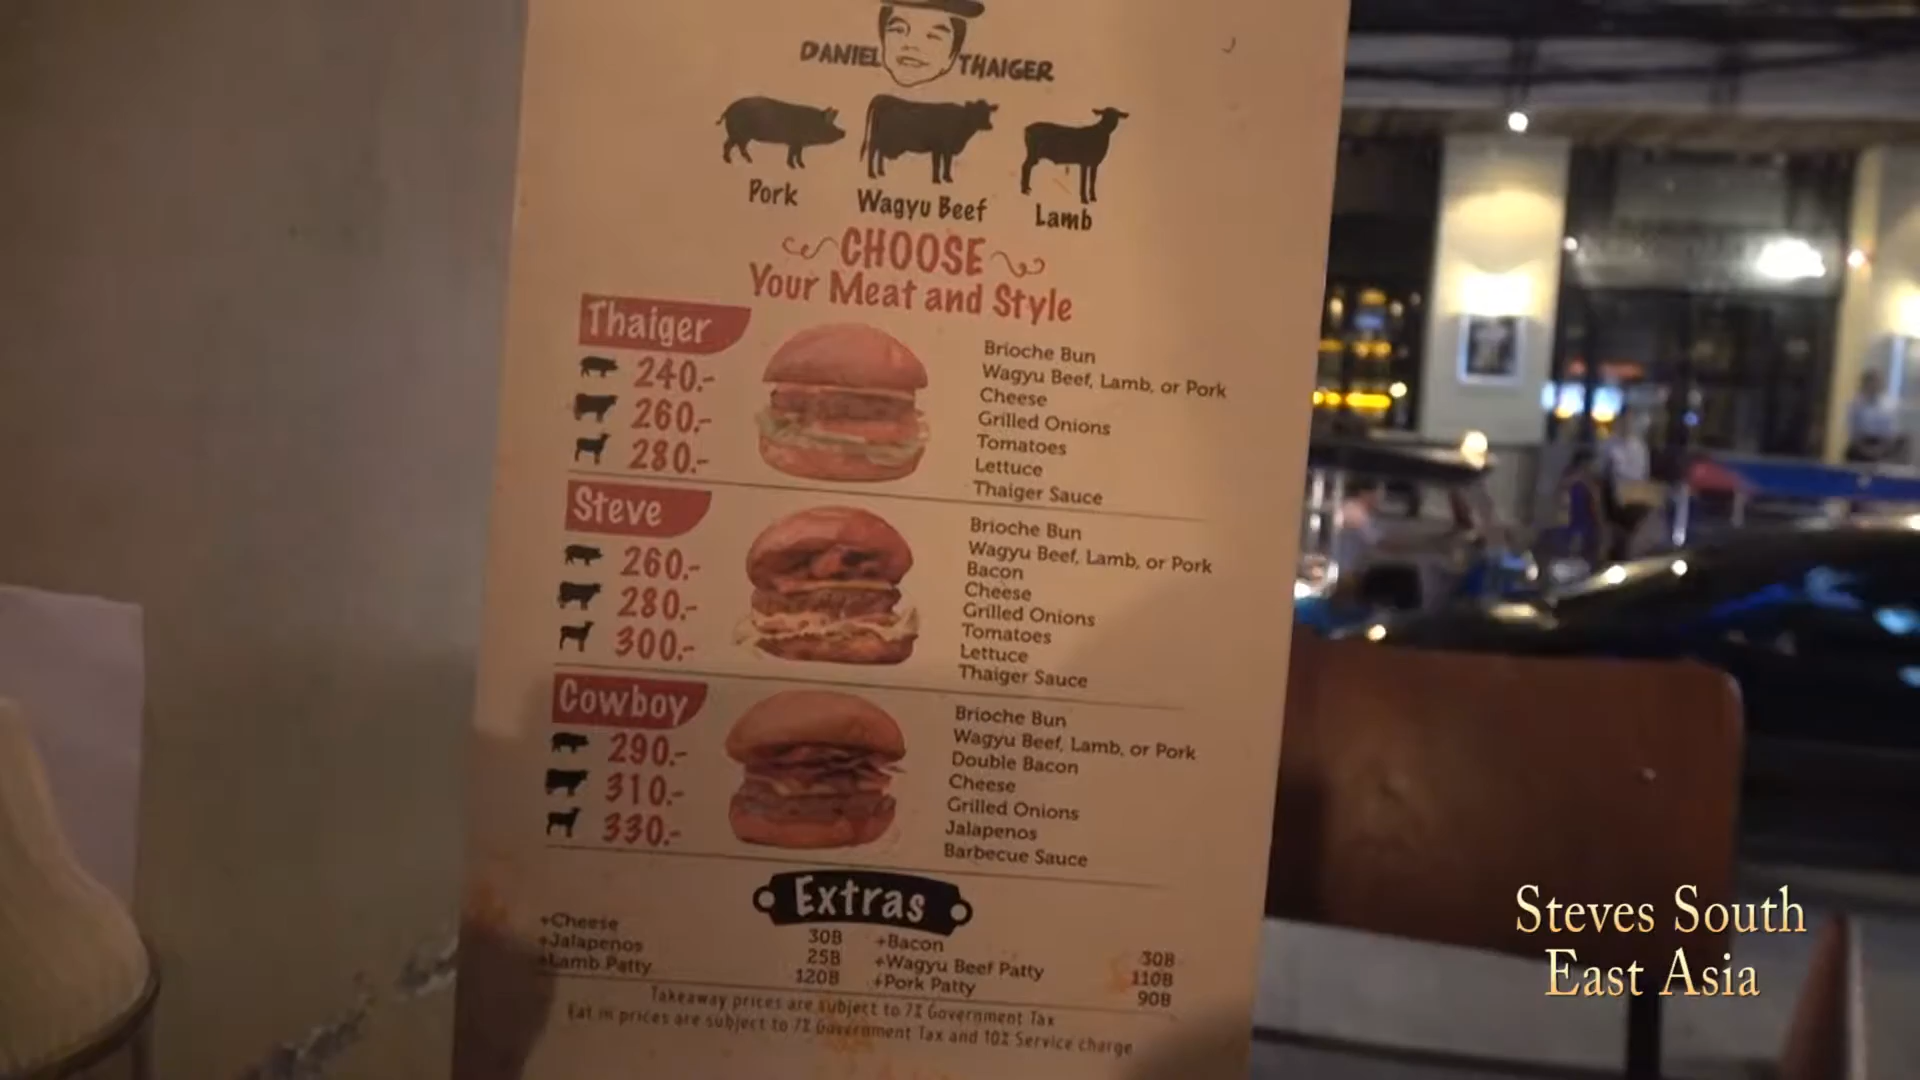 DANIEL THAIGER
Pork
Wagyu Beef
Lamb
CHOOSE
Your Meat and Style
Thaiger
240.-
260.-
280.-
Brioche Bun
Wagyu Beef, Lamb, or Pork
Cheese
Grilled Onions
Tomatoes
Lettuce
Thaiger Sauce
Steve
260.-
280.-
300.-
Brioche Bun
Wagyu Beef, Lamb, or Pork
Bacon
Cheese
Grilled Onions
Tomatoes
Lettuce
Thaiger Sauce
Cowboy
290.-
310.-
330.-
Brioche Bun
Wagyu Beef, Lamb, or Pork
Double Bacon
Cheese
Grilled Onions
Jalapenos
Barbecue Sauce
Extras
+Cheese 30B +Bacon 30B
+Jalapenos 25B +Wagyu Beef Patty 110B
+Lamb Patty 120B +Pork Patty 90B
Takeaway prices are subject to 7% Government Tax
Eat in prices are subject to 7% Government Tax and 10% Service charge
Steves South
East Asia